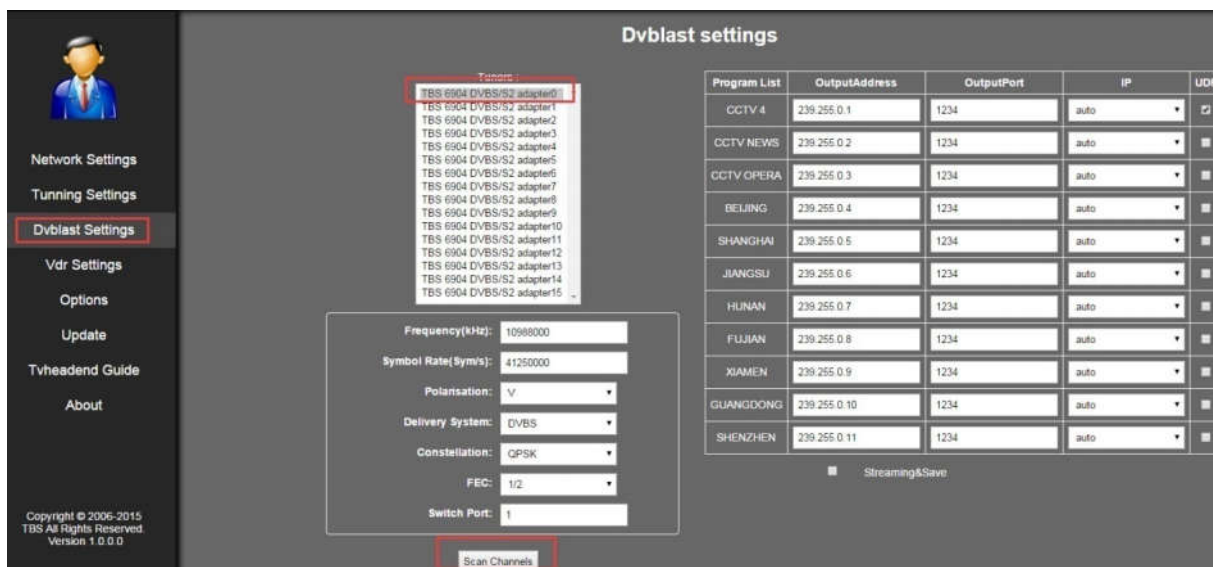 Dvblast settings
Network Settings
Tunning Settings
Dvblast Settings
Vdr Settings
Options
Update
Tvheadend Guide
About
Copyright © 2006-2015
TBS All Rights Reserved.
Version 1.0.0.0
Tuners :
TBS 6904 DVBS/S2 adapter0
TBS 6904 DVBS/S2 adapter1
TBS 6904 DVBS/S2 adapter2
TBS 6904 DVBS/S2 adapter3
TBS 6904 DVBS/S2 adapter4
TBS 6904 DVBS/S2 adapter5
TBS 6904 DVBS/S2 adapter6
TBS 6904 DVBS/S2 adapter7
TBS 6904 DVBS/S2 adapter8
TBS 6904 DVBS/S2 adapter9
TBS 6904 DVBS/S2 adapter10
TBS 6904 DVBS/S2 adapter11
TBS 6904 DVBS/S2 adapter12
TBS 6904 DVBS/S2 adapter13
TBS 6904 DVBS/S2 adapter14
TBS 6904 DVBS/S2 adapter15
Frequency(kHz): 10988000
Symbol Rate(Sym/s): 41250000
Polarisation: V
Delivery System: DVBS
Constellation: QPSK
FEC: 1/2
Switch Port: 1
Scan Channels
Program List OutputAddress OutputPort IP
CCTV 4 239.255.0.1 1234 auto
CCTV NEWS 239.255.0.2 1234 auto
CCTV OPERA 239.255.0.3 1234 auto
BEIJING 239.255.0.4 1234 auto
SHANGHAI 239.255.0.5 1234 auto
JIANGSU 239.255.0.6 1234 auto
HUNAN 239.255.0.7 1234 auto
FUJIAN 239.255.0.8 1234 auto
XIAMEN 239.255.0.9 1234 auto
GUANGDONG 239.255.0.10 1234 auto
SHENZHEN 239.255.0.11 1234 auto
Streaming&Save